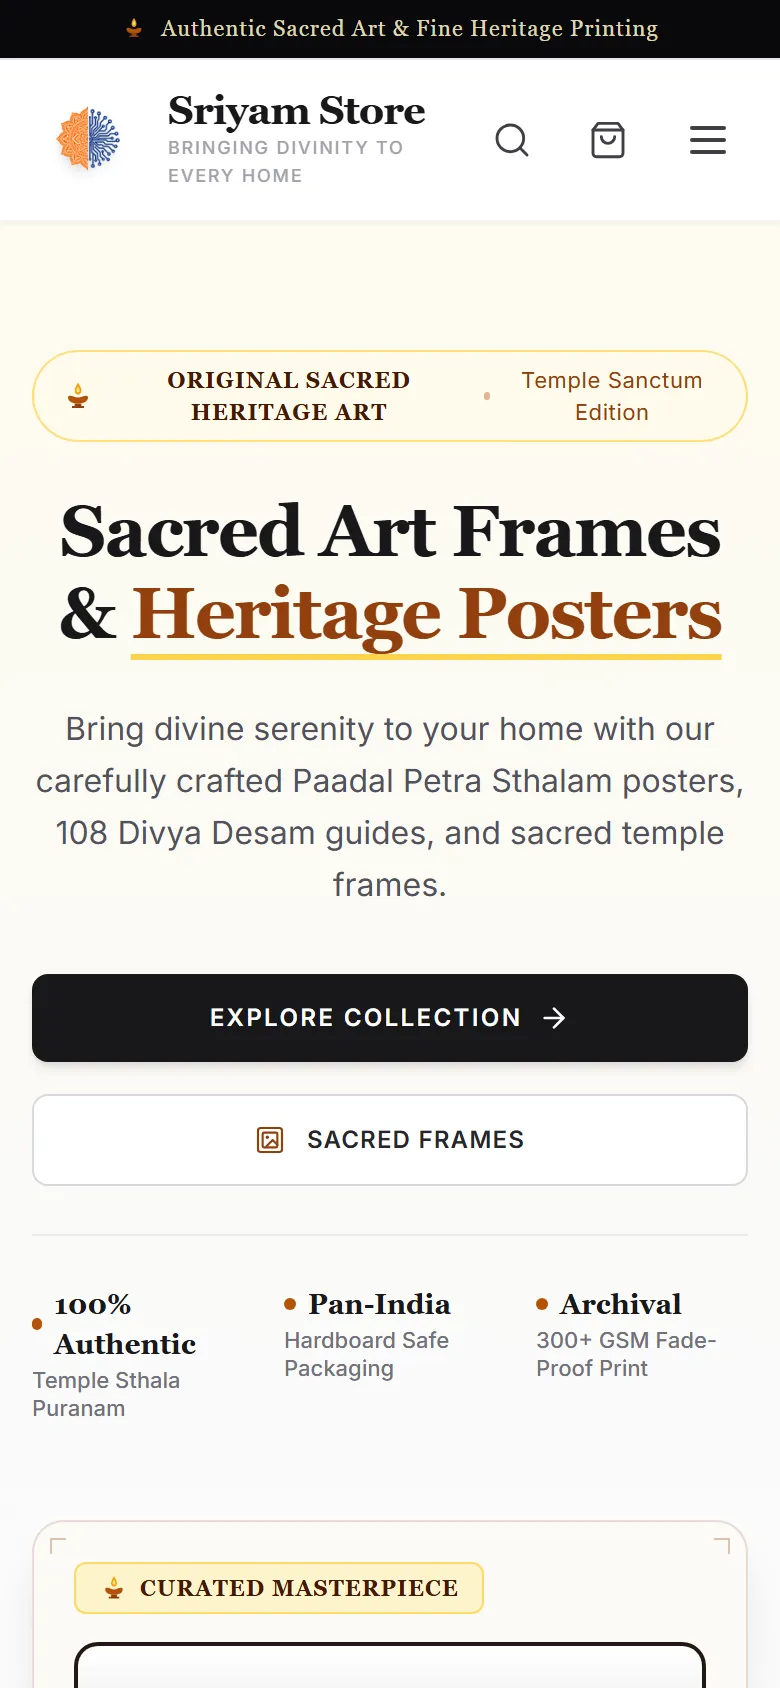 Authentic Sacred Art & Fine Heritage Printing
Sriyam Store
BRINGING DIVINITY TO
EVERY HOME
ORIGINAL SACRED
HERITAGE ART
Temple Sanctum
Edition
Sacred Art Frames
& Heritage Posters
Bring divine serenity to your home with our
carefully crafted Paadal Petra Sthalam posters,
108 Divya Desam guides, and sacred temple
frames.
EXPLORE COLLECTION
SACRED FRAMES
100%
Authentic
Temple Sthala
Puranam
Pan-India
Hardboard Safe
Packaging
Archival
300+ GSM Fade-
Proof Print
CURATED MASTERPIECE